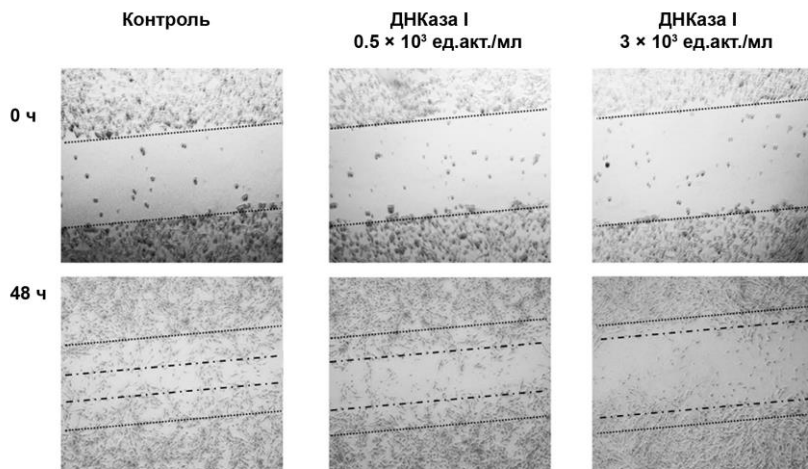 Контроль
ДНКаза I
0.5 × 10³ ед.акт./мл
ДНКаза I
3 × 10³ ед.акт./мл
0 ч
48 ч